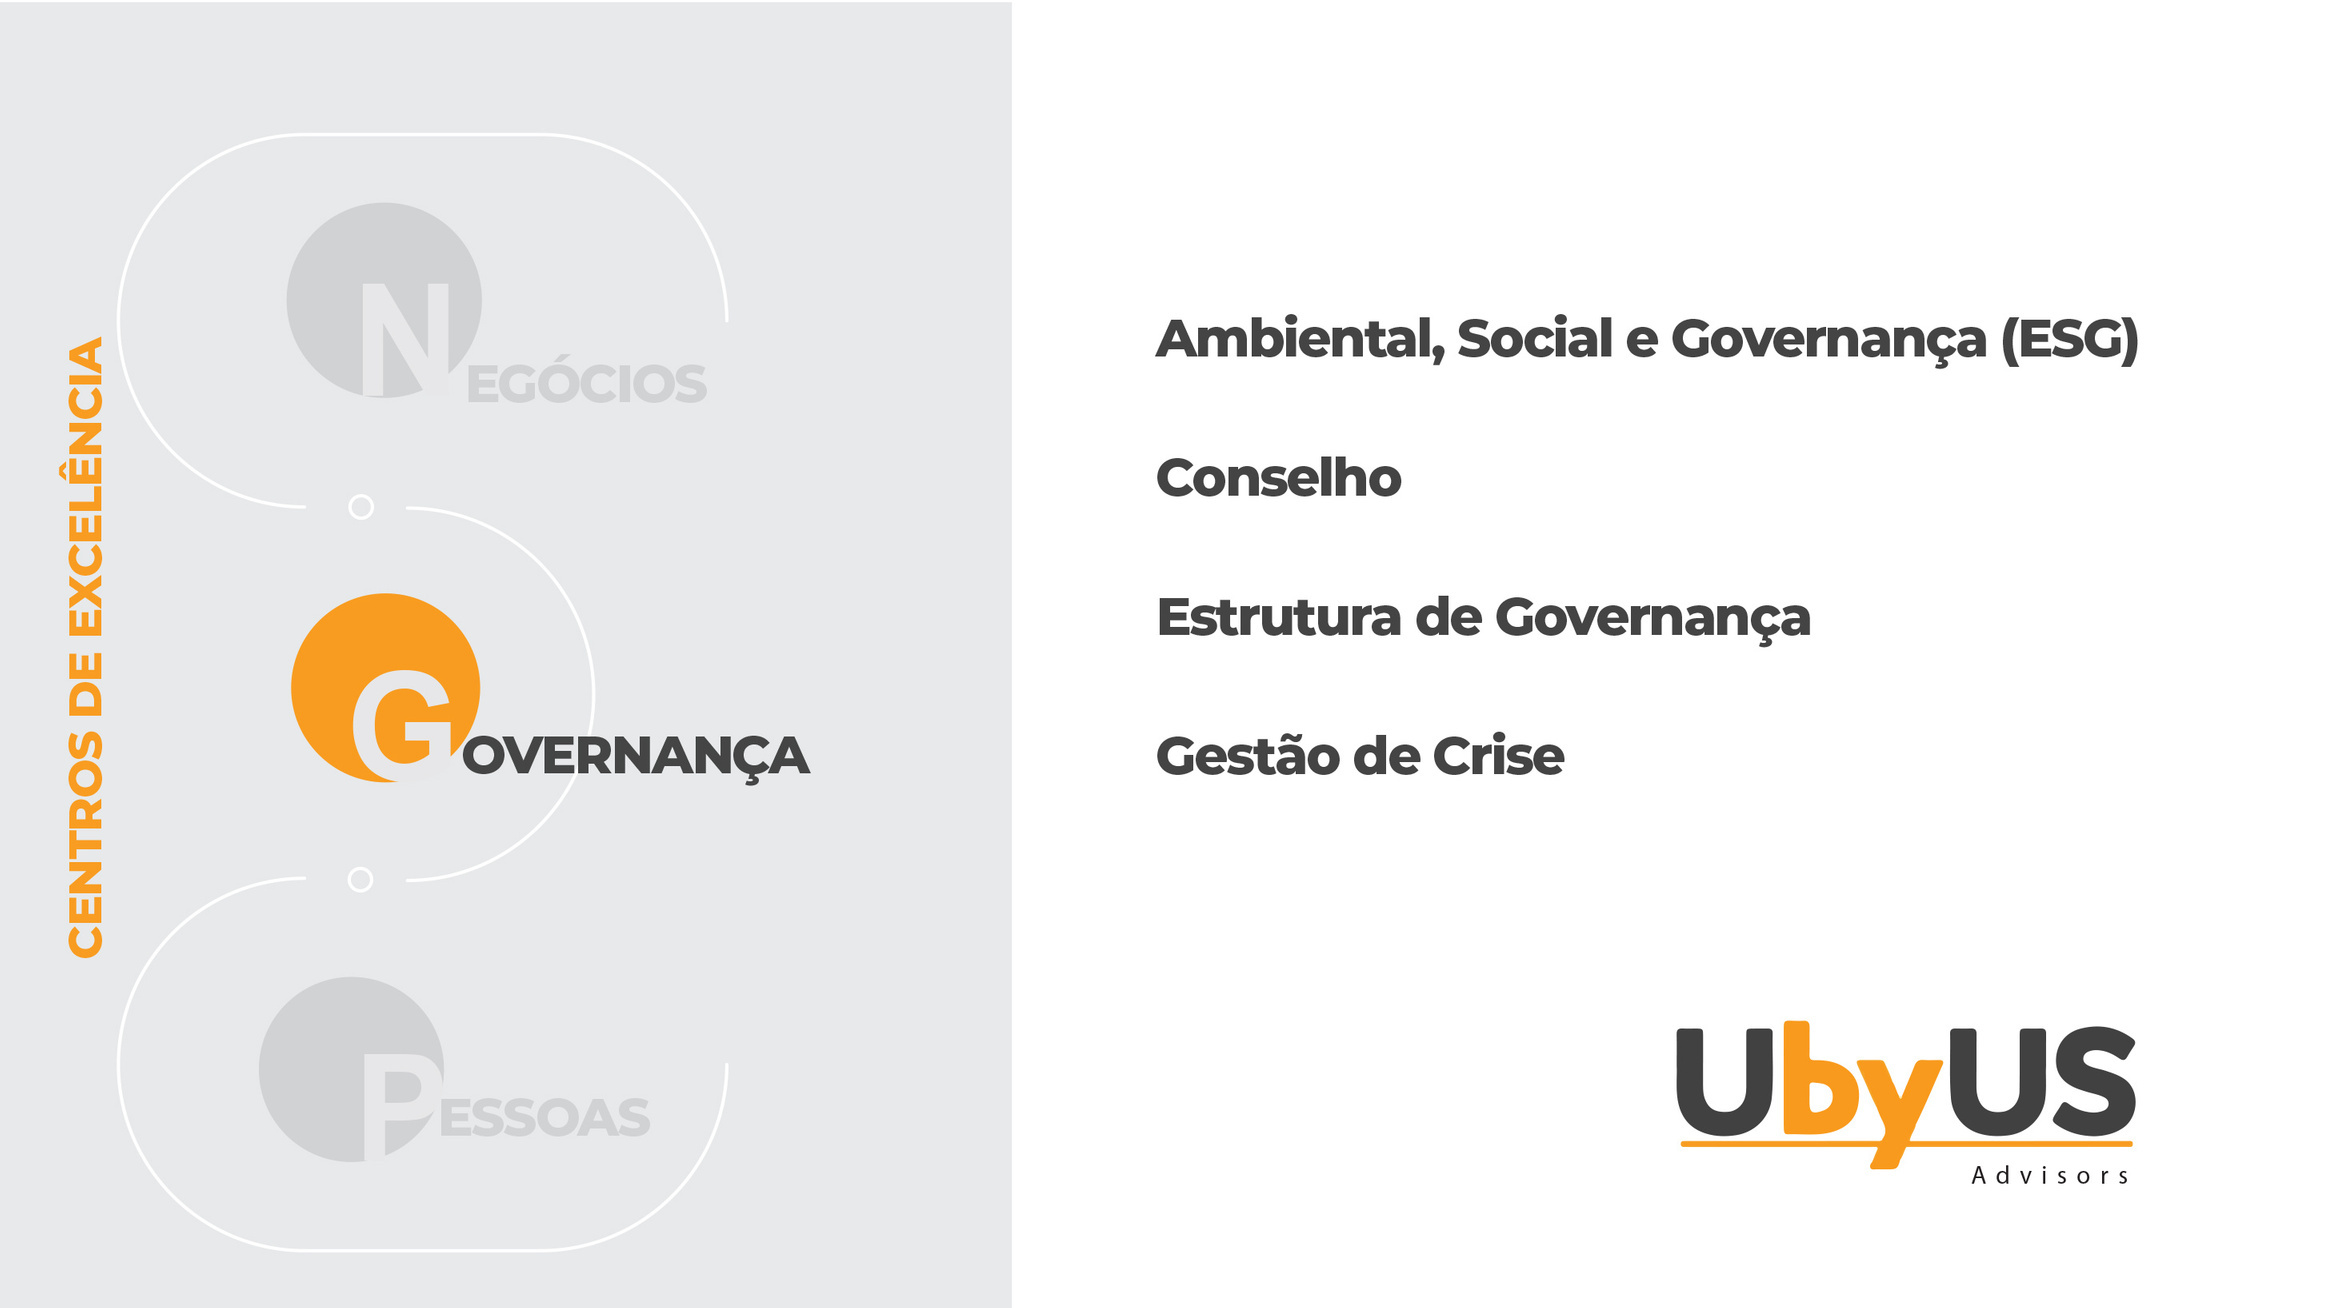 CENTROS DE EXCELÊNCIA
NEGÓCIOS
GOVERNANÇA
PESSOAS
Ambiental, Social e Governança (ESG)
Conselho
Estrutura de Governança
Gestão de Crise
UbyUS
Advisors